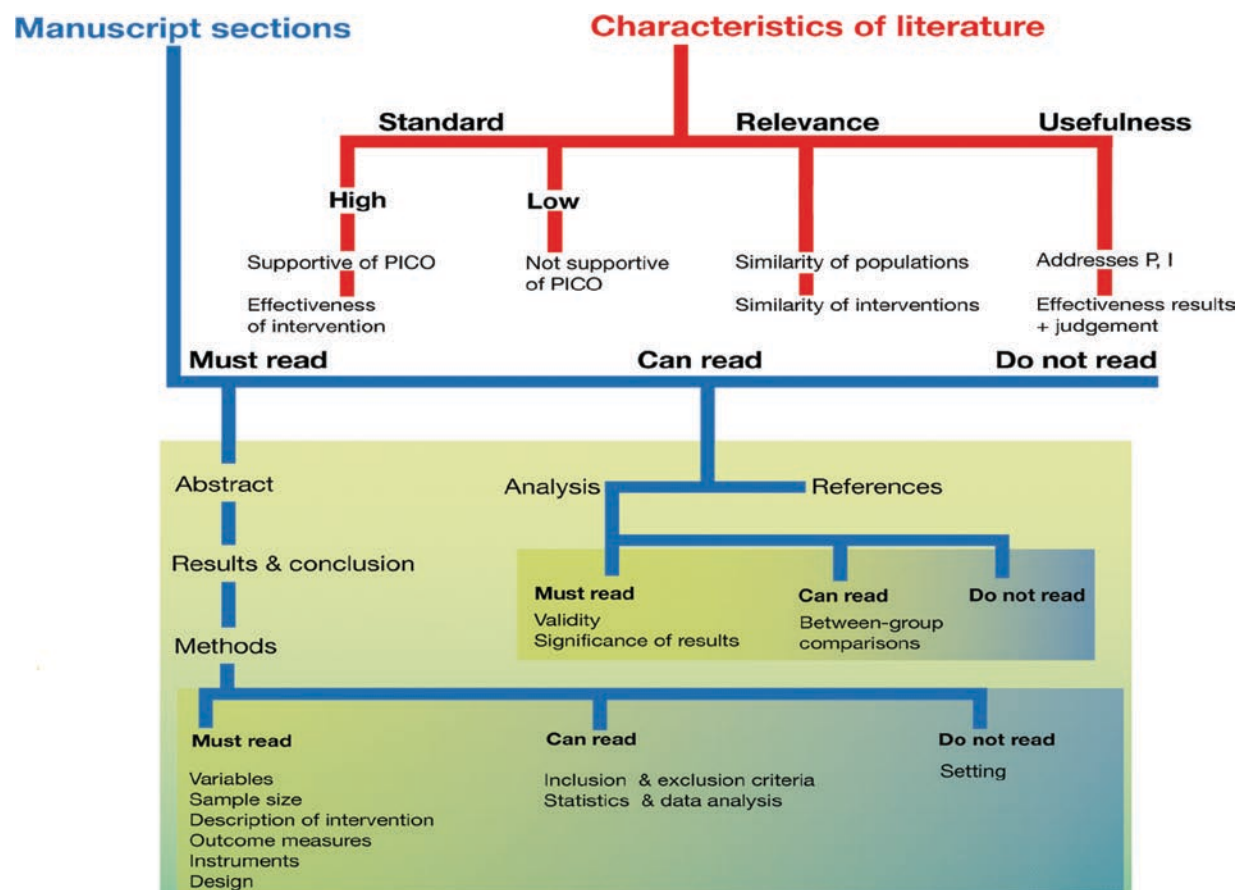 Manuscript sections
Characteristics of literature
Standard
Relevance
Usefulness
High
Low
Supportive of PICO
Effectiveness
of intervention
Not supportive
of PICO
Similarity of populations
Similarity of interventions
Addresses P, I
Effectiveness results
+ judgement
Must read
Can read
Do not read
Abstract
Results & conclusion
Methods
Analysis
References
Must read
Validity
Significance of results
Can read
Between-group
comparisons
Do not read
Must read
Variables
Sample size
Description of intervention
Outcome measures
Instruments
Design
Can read
Inclusion & exclusion criteria
Statistics & data analysis
Do not read
Setting